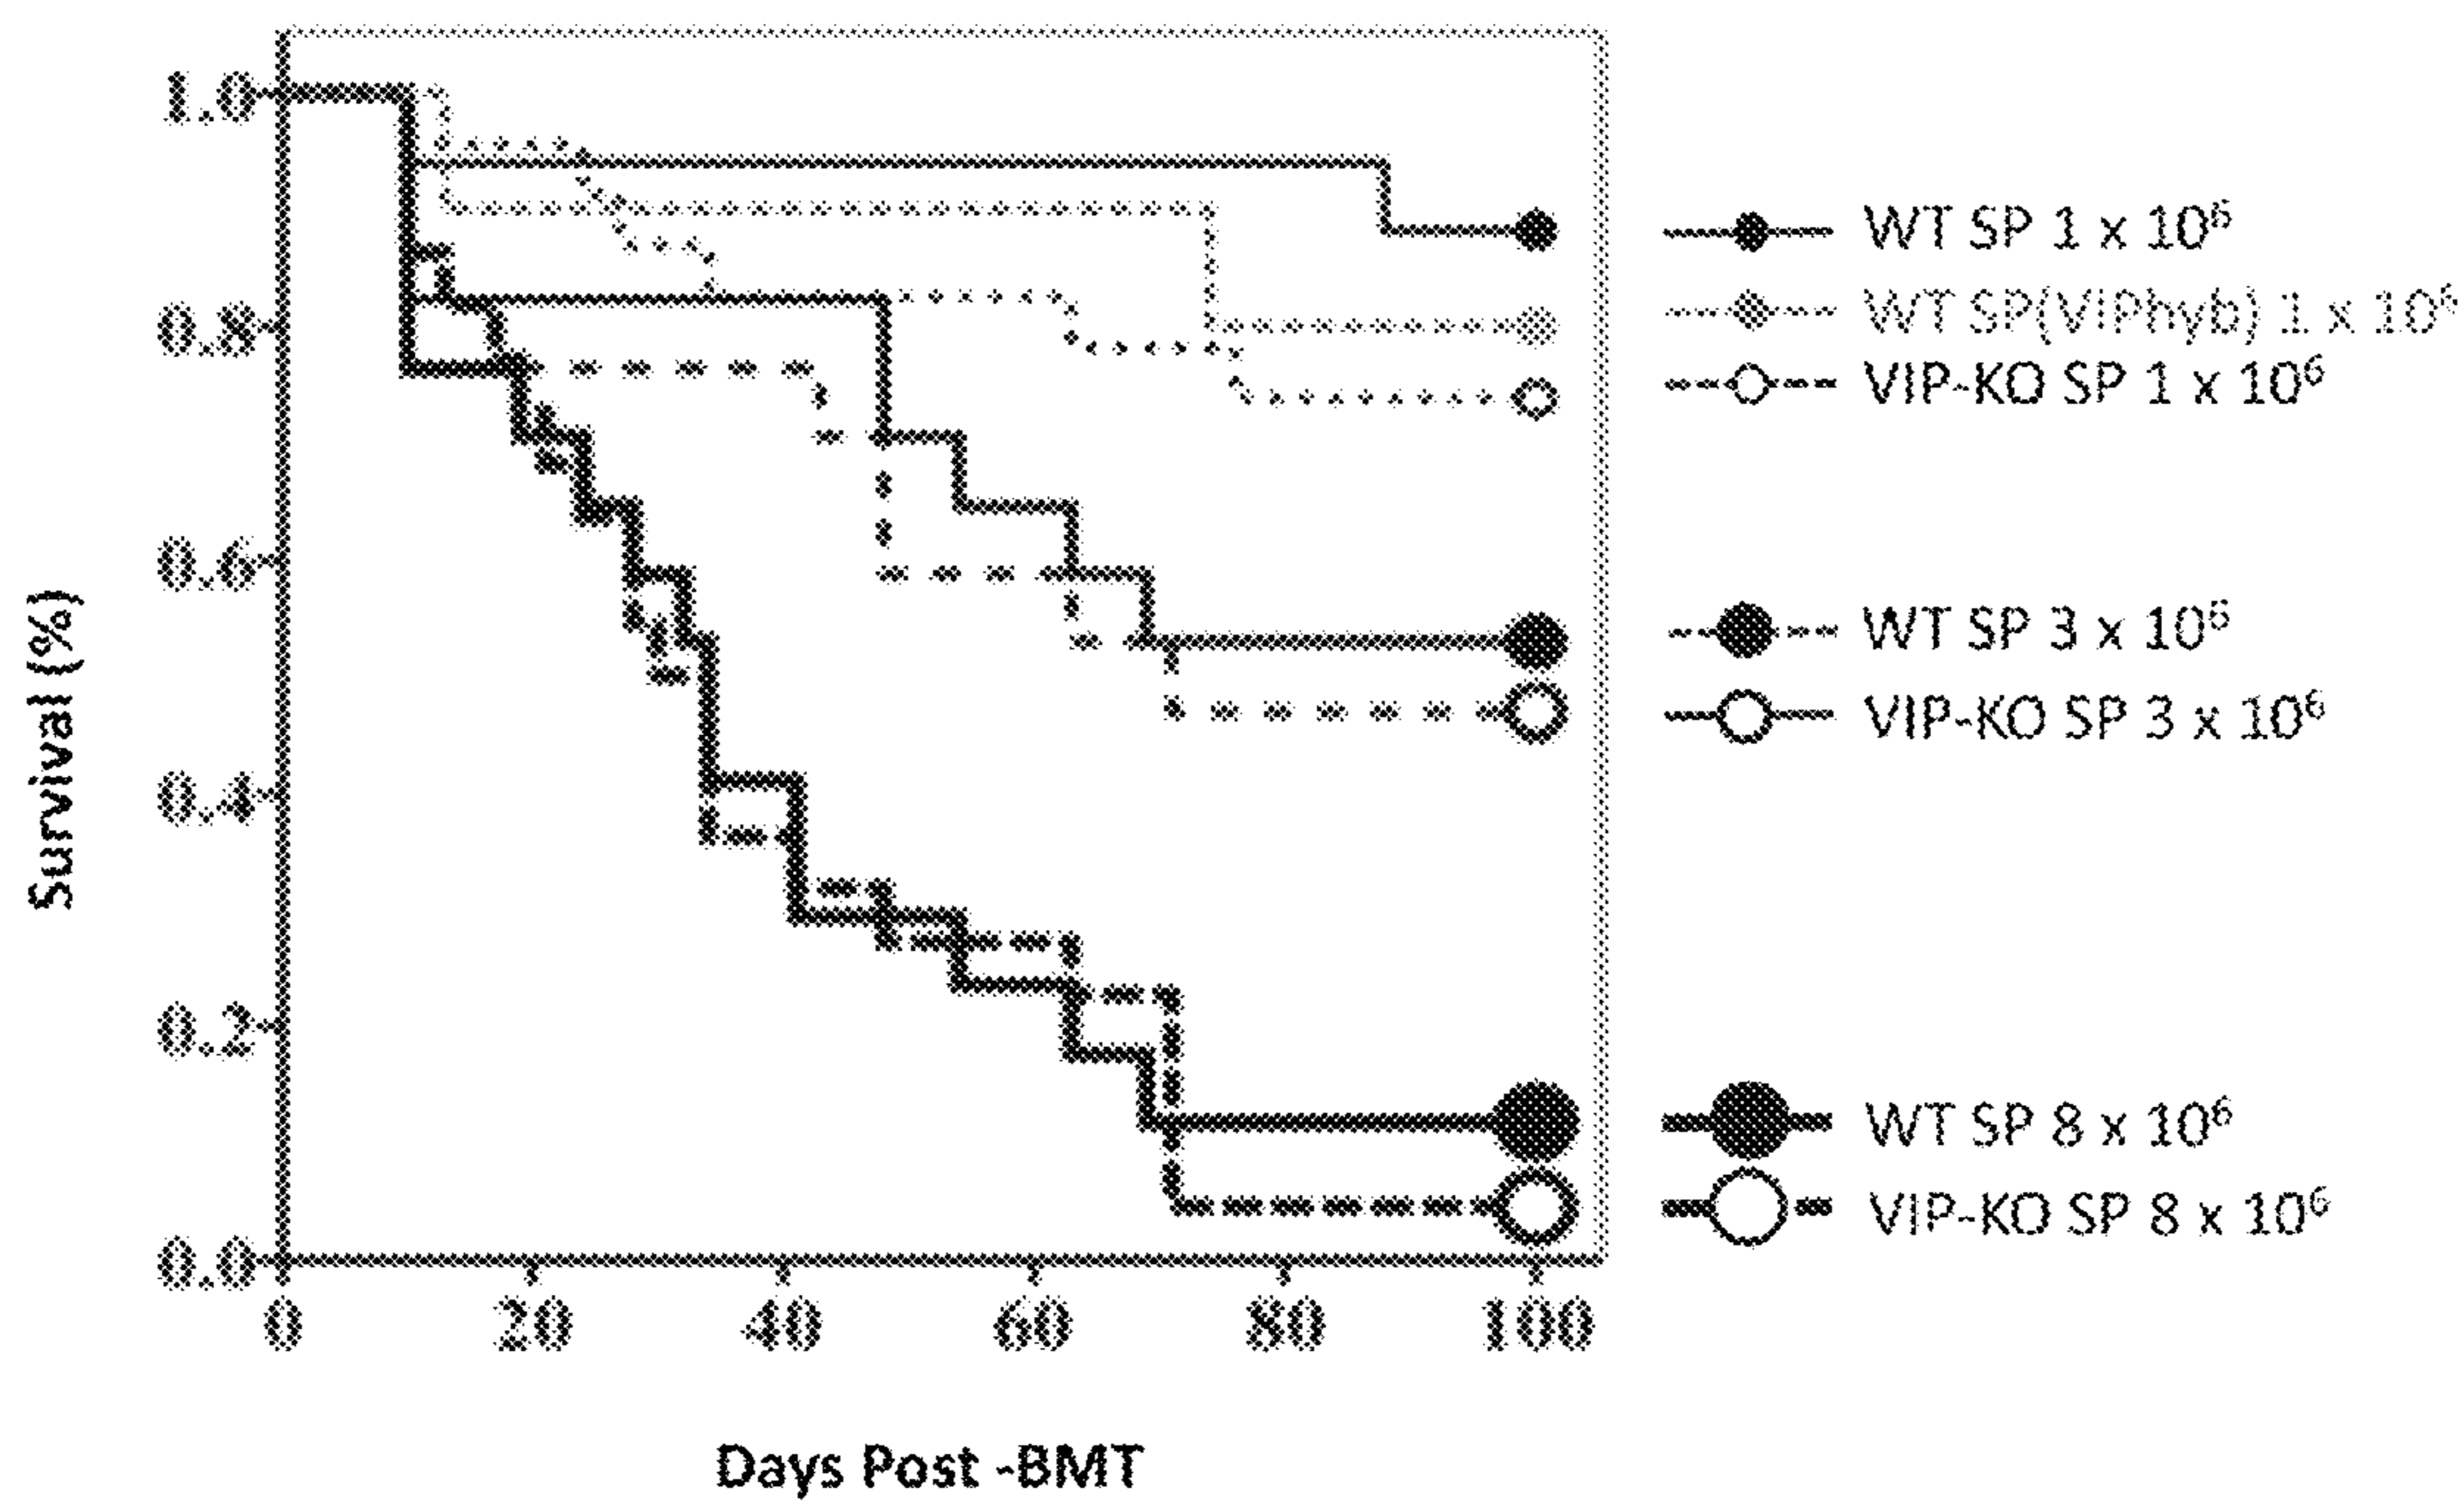 1.0
0.8
0.6
0.4
0.2
0.0
0 20 40 60 80 100
Survival (%)
Days Post -BMT
WT SP 1 x 10⁶
WT SP(VIPhyb) 1 x 10⁶
VIP-KO SP 1 x 10⁶
WT SP 3 x 10⁶
VIP-KO SP 3 x 10⁶
WT SP 8 x 10⁶
VIP-KO SP 8 x 10⁶